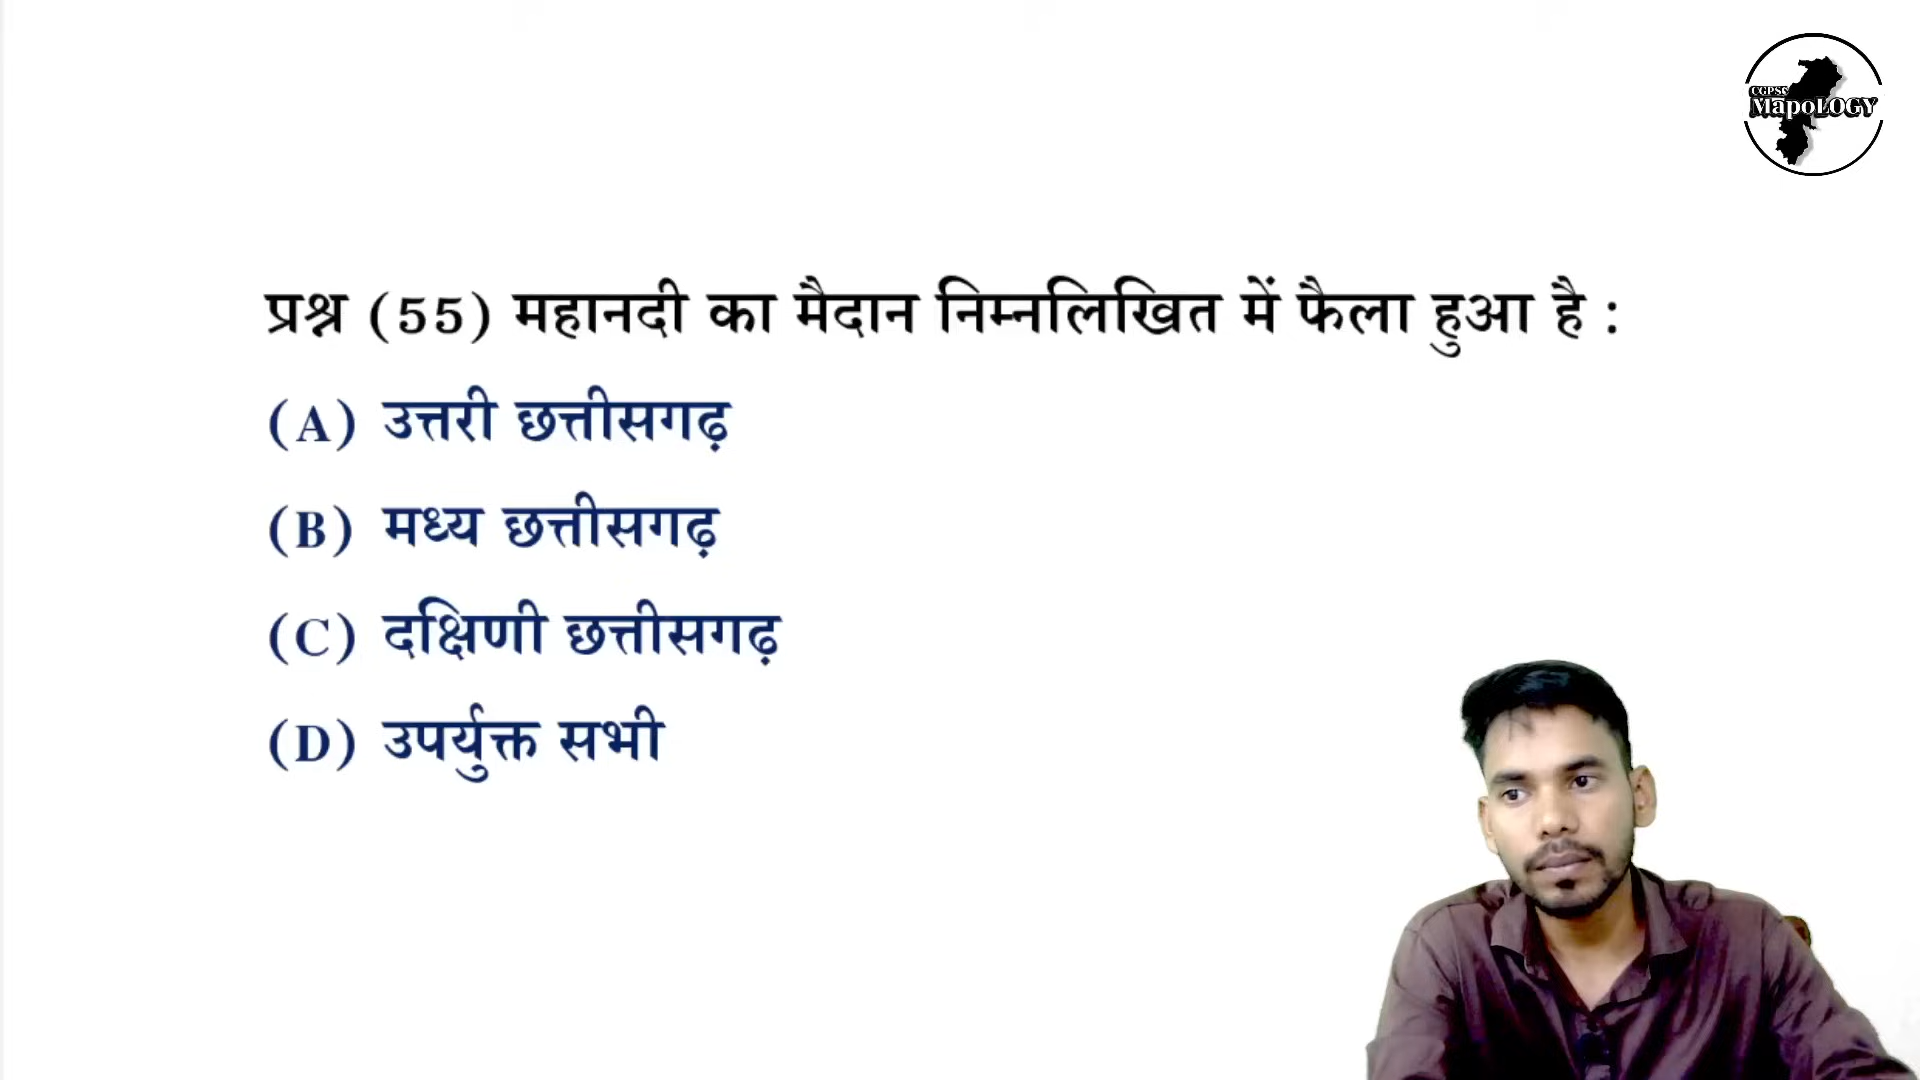 CGPSC
MapoLOGY
प्रश्न (55) महानदी का मैदान निम्नलिखित में फैला हुआ है :
(A) उत्तरी छत्तीसगढ़
(B) मध्य छत्तीसगढ़
(C) दक्षिणी छत्तीसगढ़
(D) उपर्युक्त सभी